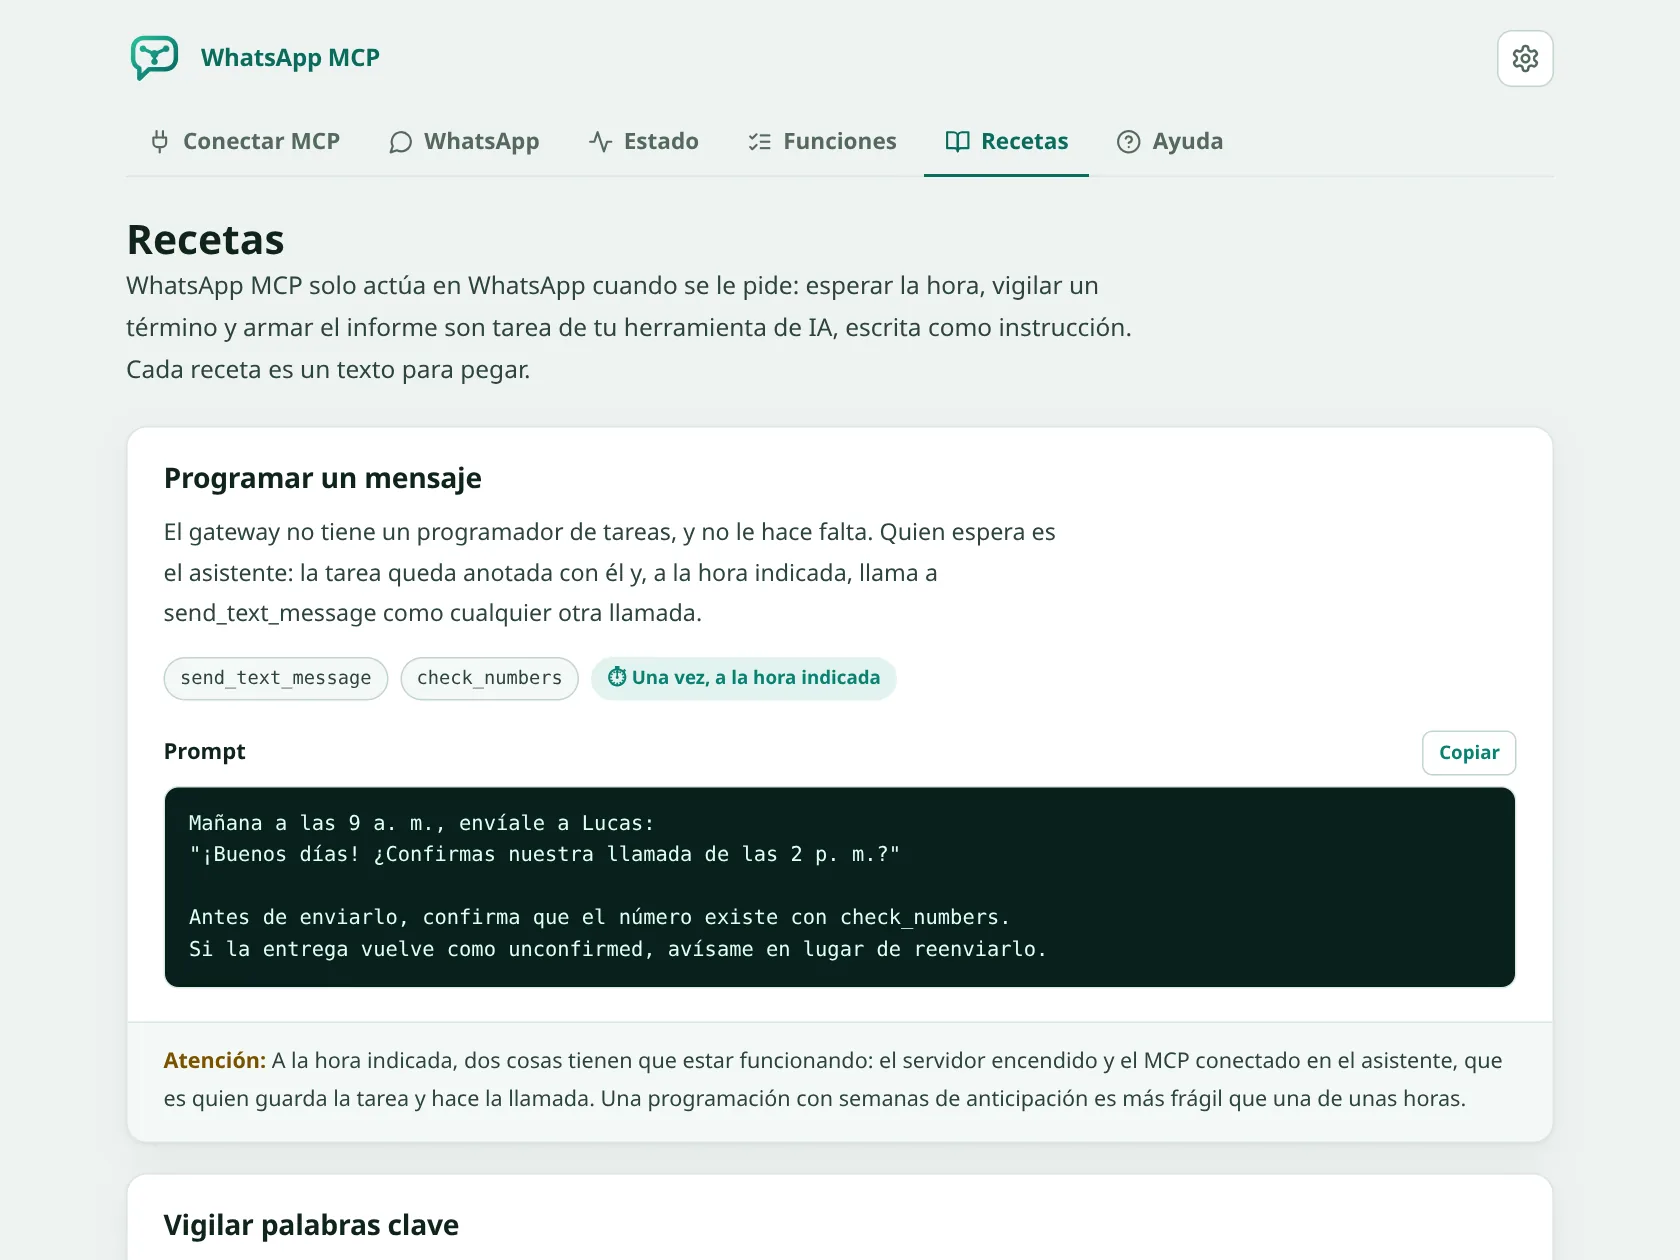 WhatsApp MCP
Conectar MCP
WhatsApp
Estado
Funciones
Recetas
Ayuda
Recetas
WhatsApp MCP solo actúa en WhatsApp cuando se le pide: esperar la hora, vigilar un
término y armar el informe son tarea de tu herramienta de IA, escrita como instrucción.
Cada receta es un texto para pegar.
Programar un mensaje
El gateway no tiene un programador de tareas, y no le hace falta. Quien espera es
el asistente: la tarea queda anotada con él y, a la hora indicada, llama a
send_text_message como cualquier otra llamada.
send_text_message
check_numbers
⏱ Una vez, a la hora indicada
Prompt
Copiar
Mañana a las 9 a. m., envíale a Lucas:
"¡Buenos días! ¿Confirmas nuestra llamada de las 2 p. m.?"
Antes de enviarlo, confirma que el número existe con check_numbers.
Si la entrega vuelve como unconfirmed, avísame en lugar de reenviarlo.
Atención: A la hora indicada, dos cosas tienen que estar funcionando: el servidor encendido y el MCP conectado en el asistente, que
es quien guarda la tarea y hace la llamada. Una programación con semanas de anticipación es más frágil que una de unas horas.
Vigilar palabras clave